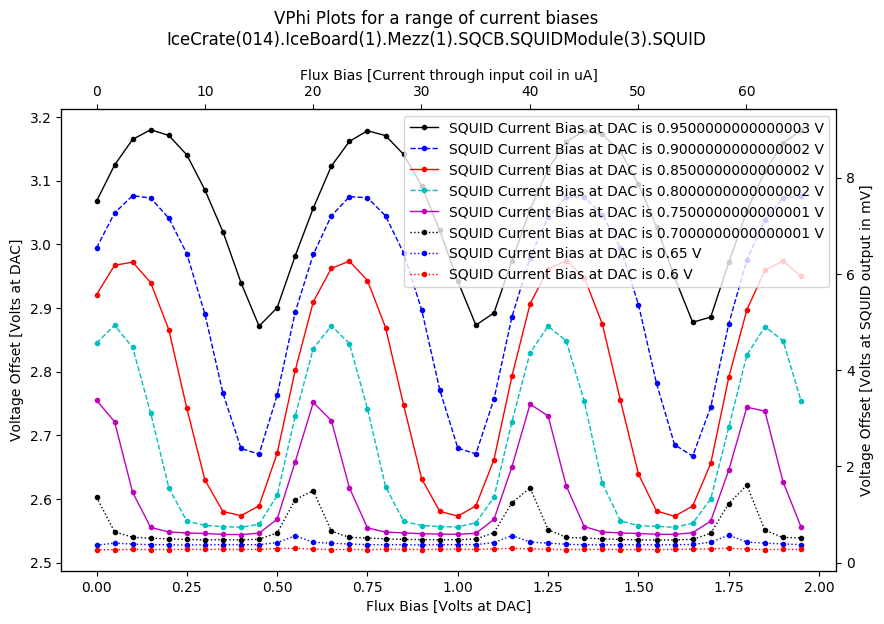 VPhi Plots for a range of current biases
IceCrate(014).IceBoard(1).Mezz(1).SQCB.SQUIDModule(3).SQUID
Flux Bias [Current through input coil in uA]
0 10 20 30 40 50 60
SQUID Current Bias at DAC is 0.9500000000000003 V
SQUID Current Bias at DAC is 0.9000000000000002 V
SQUID Current Bias at DAC is 0.8500000000000002 V
SQUID Current Bias at DAC is 0.8000000000000002 V
SQUID Current Bias at DAC is 0.7500000000000001 V
SQUID Current Bias at DAC is 0.7000000000000001 V
SQUID Current Bias at DAC is 0.65 V
SQUID Current Bias at DAC is 0.6 V
Voltage Offset [Volts at DAC]
3.2
3.1
3.0
2.9
2.8
2.7
2.6
2.5
Voltage Offset [Volts at SQUID output in mV]
8
6
4
2
0
0.00 0.25 0.50 0.75 1.00 1.25 1.50 1.75 2.00
Flux Bias [Volts at DAC]